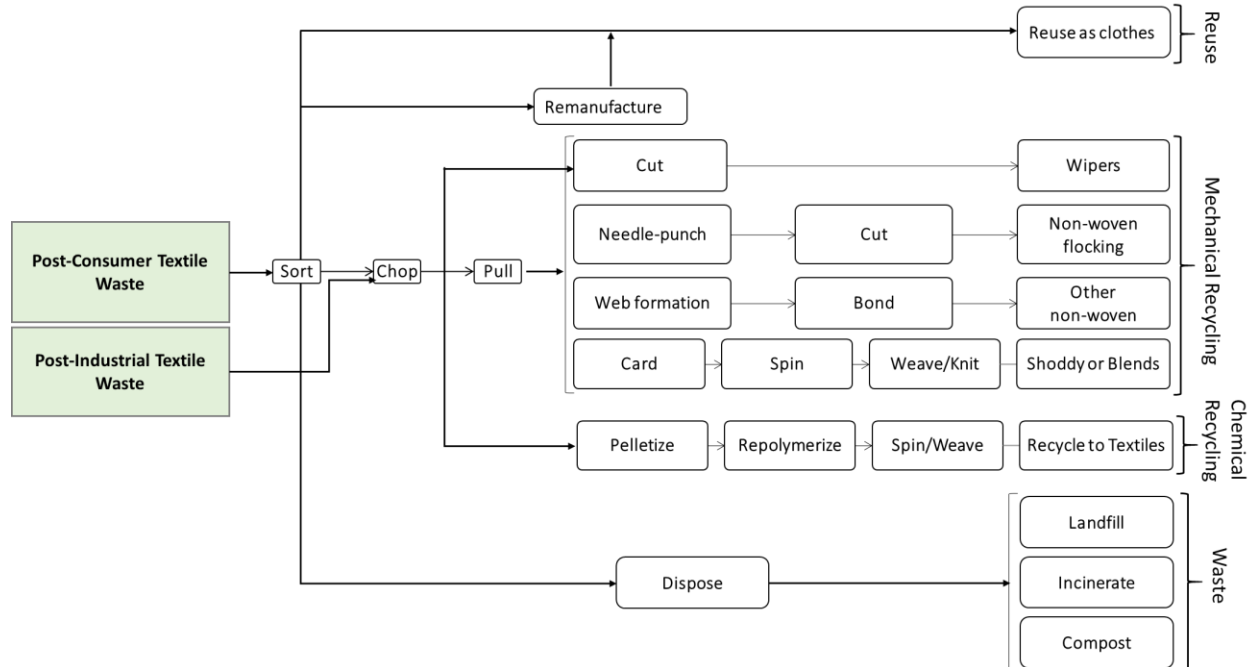 Reuse as clothes
Reuse
Remanufacture
Cut
Wipers
Needle-punch
Cut
Non-woven
flocking
Web formation
Bond
Other
non-woven
Card
Spin
Weave/Knit
Shoddy or Blends
Mechanical Recycling
Post-Consumer Textile
Waste
Sort
Chop
Pull
Post-Industrial Textile
Waste
Pelletize
Repolymerize
Spin/Weave
Recycle to Textiles
Chemical
Recycling
Dispose
Landfill
Incinerate
Compost
Waste